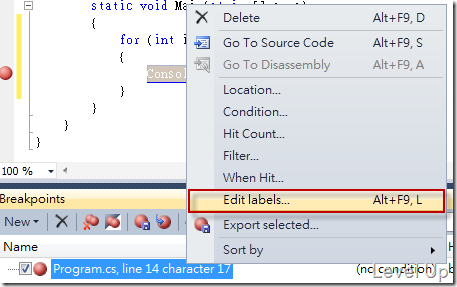 static void Mai
{
for (int i
{
Consol
}
}
}
}
100 %
Delete Alt+F9, D
Go To Source Code Alt+F9, S
Go To Disassembly Alt+F9, A
Location...
Condition...
Hit Count...
Filter...
When Hit...
Edit labels... Alt+F9, L
Export selected...
Sort by
Breakpoints
New
Name
Program.cs, line 14 character 17 (no condition) b
Level Up